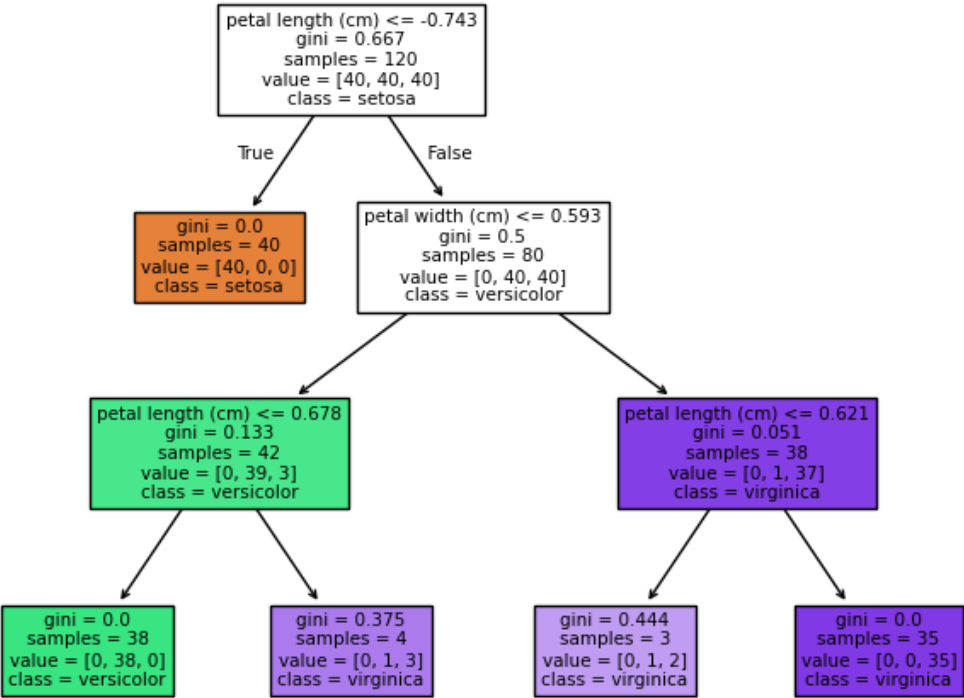 petal length (cm) <= -0.743
gini = 0.667
samples = 120
value = [40, 40, 40]
class = setosa
True
False
gini = 0.0
samples = 40
value = [40, 0, 0]
class = setosa
petal width (cm) <= 0.593
gini = 0.5
samples = 80
value = [0, 40, 40]
class = versicolor
petal length (cm) <= 0.678
gini = 0.133
samples = 42
value = [0, 39, 3]
class = versicolor
petal length (cm) <= 0.621
gini = 0.051
samples = 38
value = [0, 1, 37]
class = virginica
gini = 0.0
samples = 38
value = [0, 38, 0]
class = versicolor
gini = 0.375
samples = 4
value = [0, 1, 3]
class = virginica
gini = 0.444
samples = 3
value = [0, 1, 2]
class = virginica
gini = 0.0
samples = 35
value = [0, 0, 35]
class = virginica